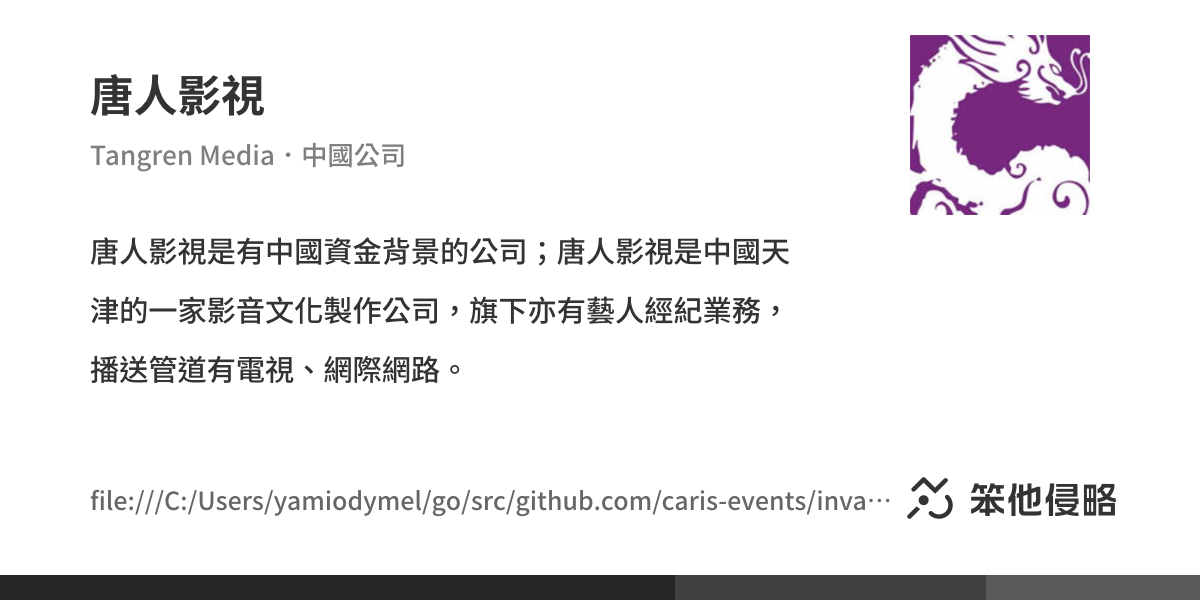 唐人影視
Tangren Media・中國公司
唐人影視是有中國資金背景的公司；唐人影視是中國天
津的一家影音文化製作公司，旗下亦有藝人經紀業務，
播送管道有電視、網際網路。
file:///C:/Users/yamiodymel/go/src/github.com/caris-events/inva⋯
笨他侵略